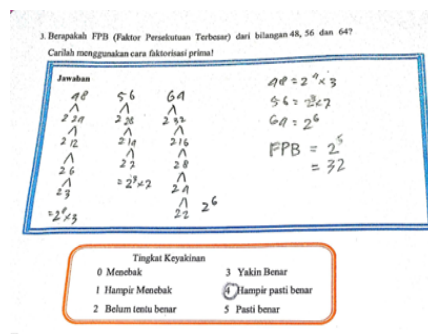 3. Berapakah FPB (Faktor Persekutuan Terbesar) dari bilangan 48, 56 dan 64?
Carilah menggunakan cara faktorisasi prima!
Jawaban
48 56 64
2 24 2 28 2 32
2 12 2 14 2 16
2 6 2 7 2 8
2 3 = 2³×7 2 4
= 2⁴×3 2 2 2⁶
48 = 2⁴×3
56 = 2³×7
64 = 2⁶
FPB = 2⁵
= 32
Tingkat Keyakinan
0 Menebak
1 Hampir Menebak
2 Belum tentu benar
3 Yakin Benar
4 Hampir pasti benar
5 Pasti benar